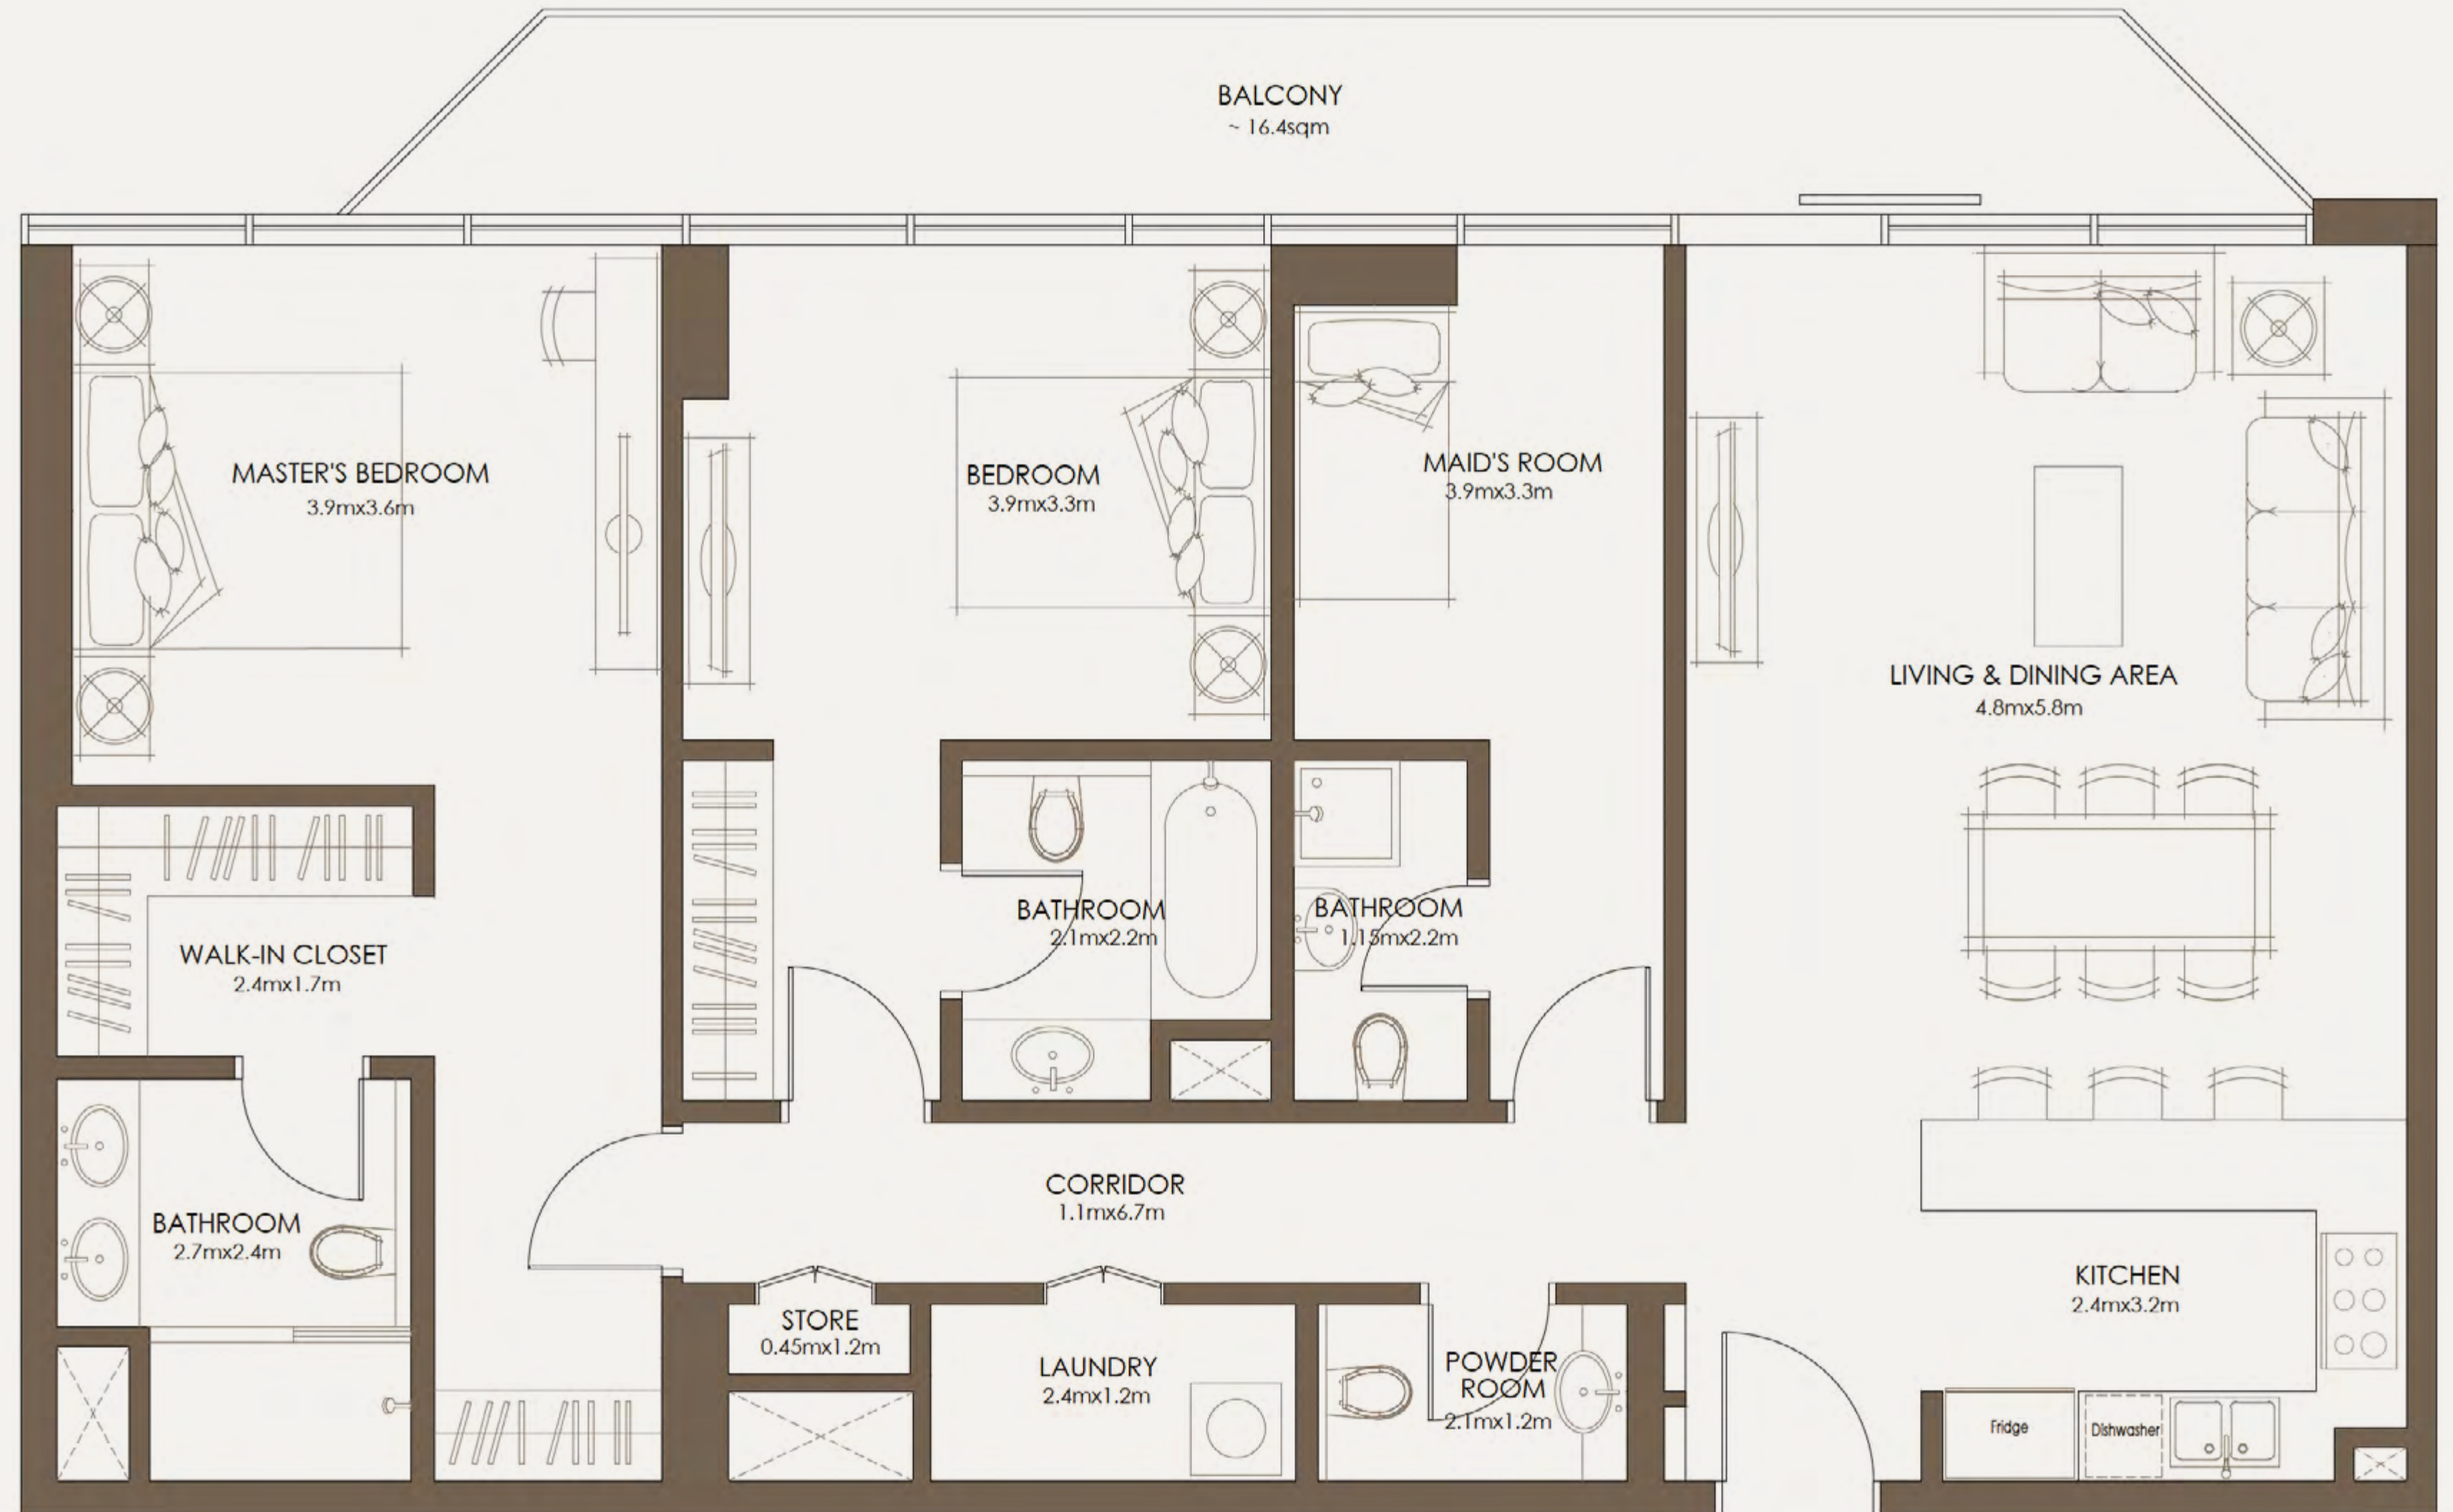 BALCONY
~ 16.4sqm
MASTER'S BEDROOM
3.9mx3.6m
BEDROOM
3.9mx3.3m
MAID'S ROOM
3.9mx3.3m
LIVING & DINING AREA
4.8mx5.8m
WALK-IN CLOSET
2.4mx1.7m
BATHROOM
2.1mx2.2m
BATHROOM
1.15mx2.2m
BATHROOM
2.7mx2.4m
CORRIDOR
1.1mx6.7m
KITCHEN
2.4mx3.2m
STORE
0.45mx1.2m
LAUNDRY
2.4mx1.2m
POWDER
ROOM
2.1mx1.2m
Fridge
Dishwasher